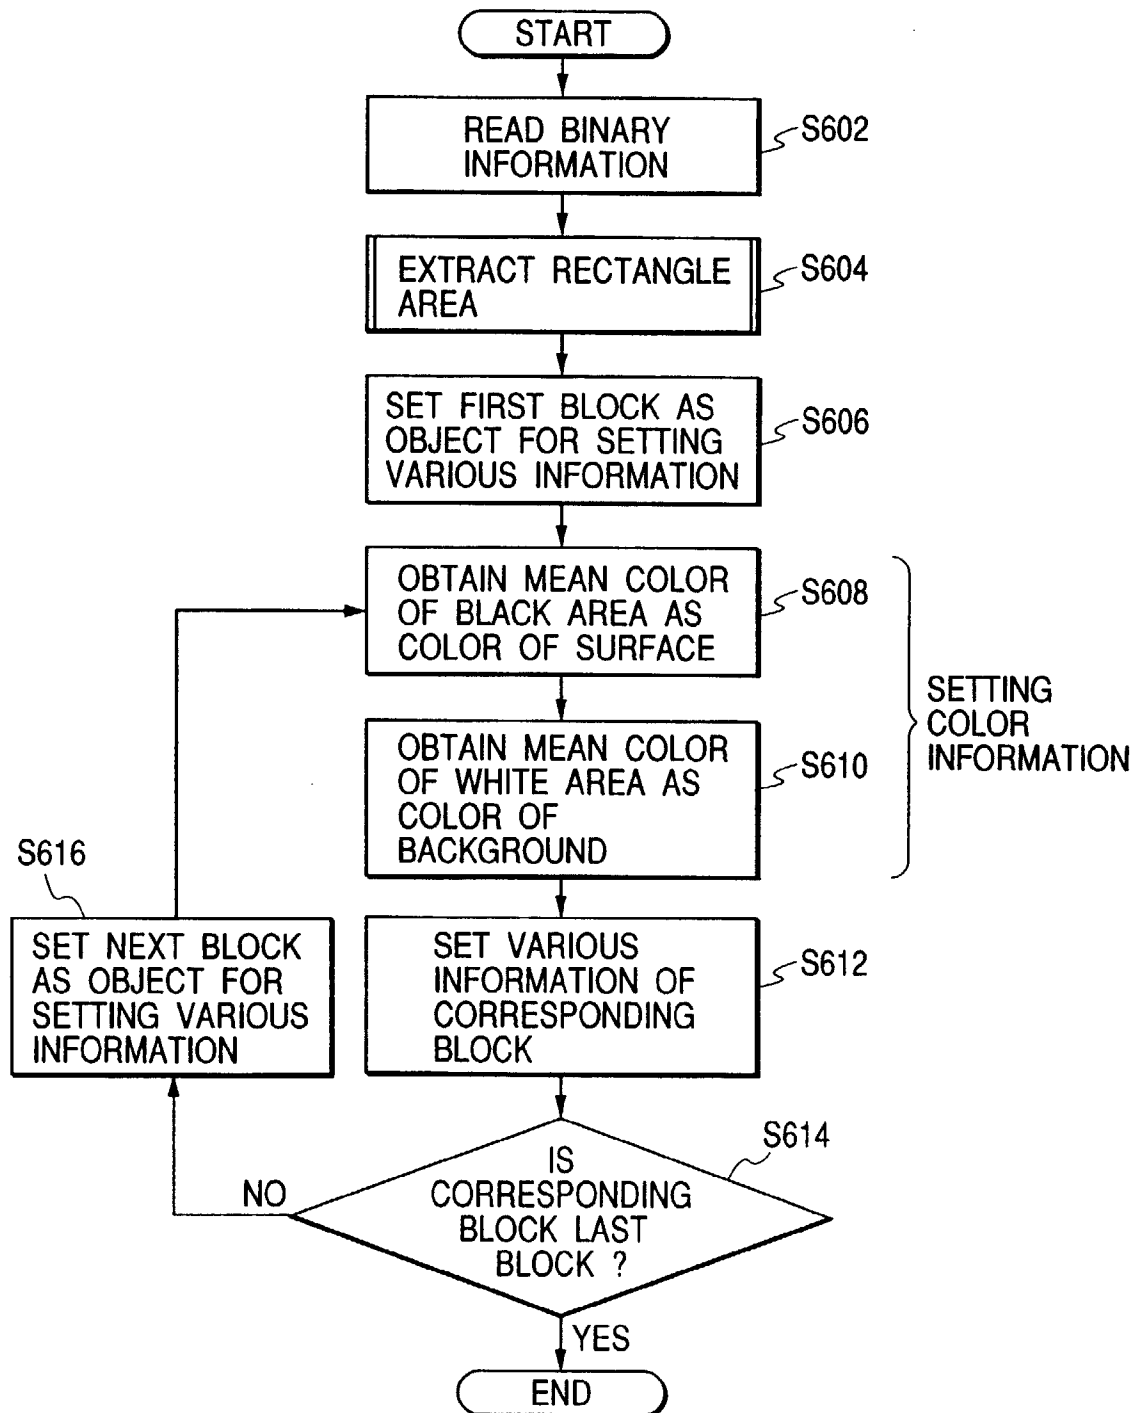 START
READ BINARY
INFORMATION
S602
EXTRACT RECTANGLE
AREA
S604
SET FIRST BLOCK AS
OBJECT FOR SETTING
VARIOUS INFORMATION
S606
OBTAIN MEAN COLOR
OF BLACK AREA AS
COLOR OF SURFACE
S608
SETTING
COLOR
INFORMATION
OBTAIN MEAN COLOR
OF WHITE AREA AS
COLOR OF
BACKGROUND
S610
S616
SET NEXT BLOCK
AS OBJECT FOR
SETTING VARIOUS
INFORMATION
SET VARIOUS
INFORMATION OF
CORRESPONDING
BLOCK
S612
S614
IS
CORRESPONDING
BLOCK LAST
BLOCK ?
NO
YES
END